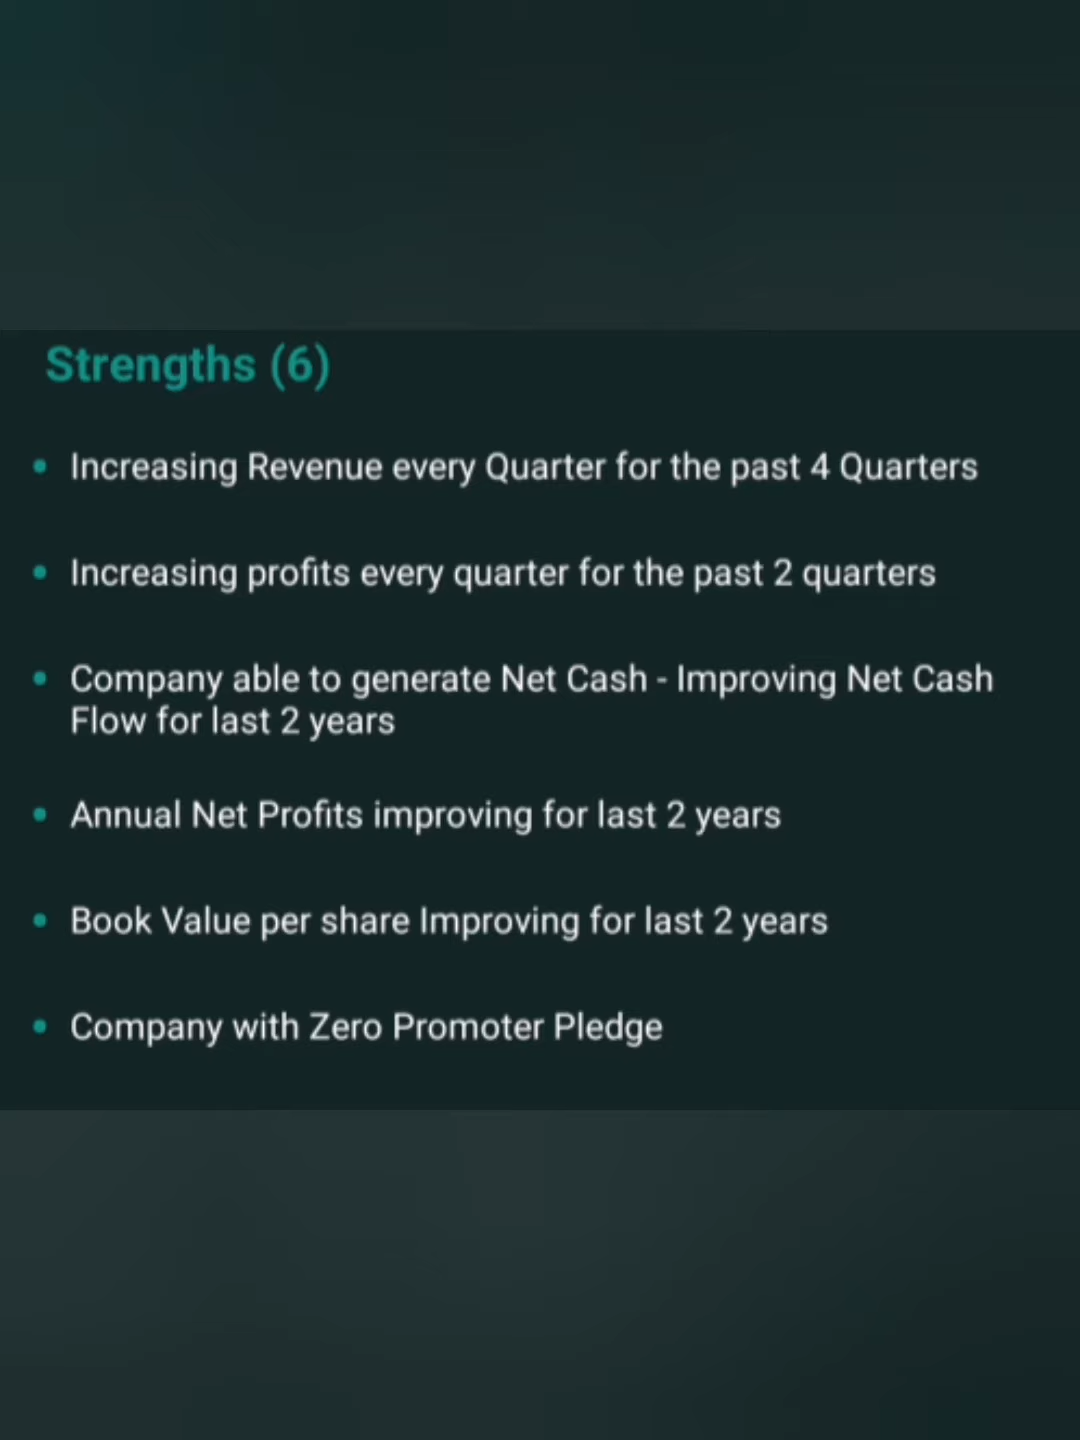 Strengths (6)
Increasing Revenue every Quarter for the past 4 Quarters
Increasing profits every quarter for the past 2 quarters
Company able to generate Net Cash - Improving Net Cash
Flow for last 2 years
Annual Net Profits improving for last 2 years
Book Value per share Improving for last 2 years
Company with Zero Promoter Pledge